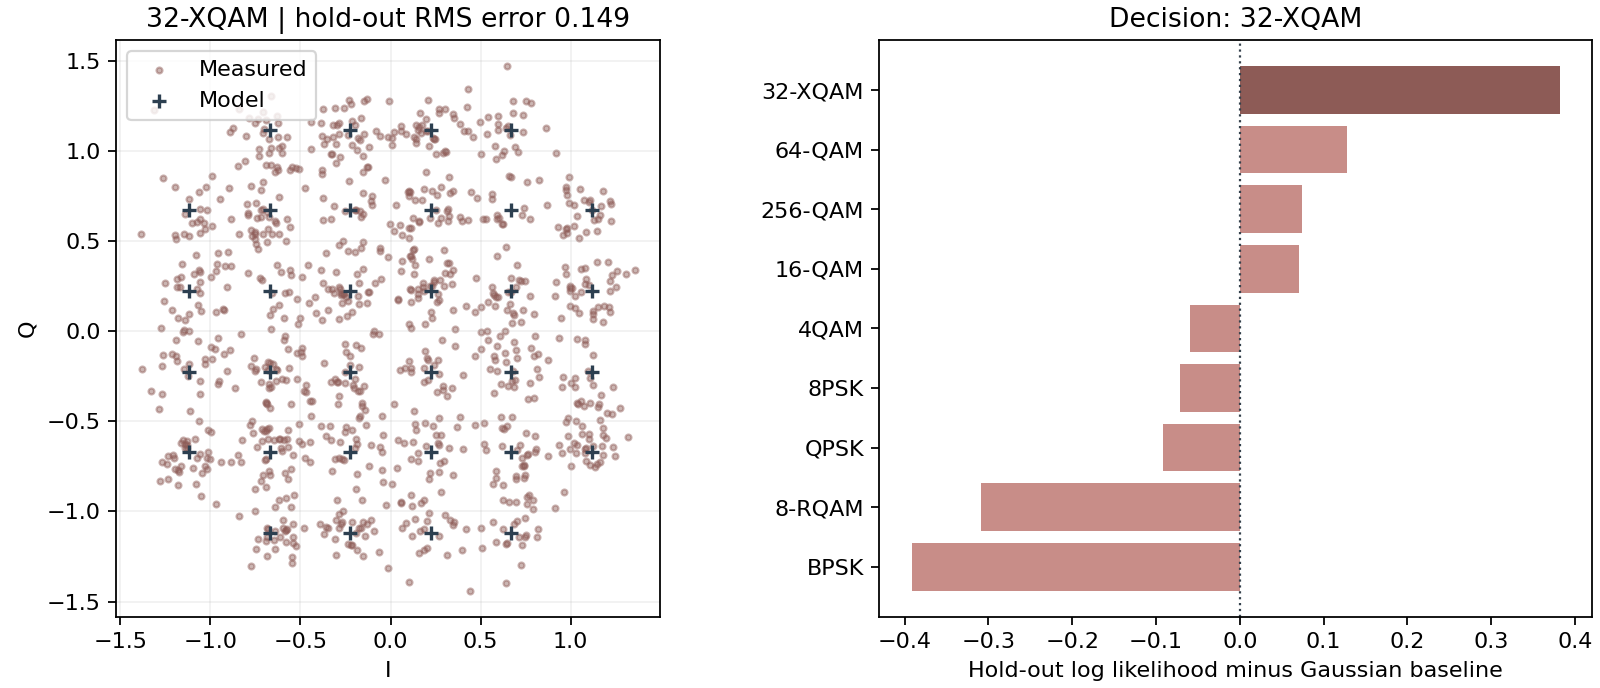 32-XQAM | hold-out RMS error 0.149
Measured
Model
1.5
1.0
0.5
0.0
−0.5
−1.0
−1.5
Q
−1.5
−1.0
−0.5
0.0
0.5
1.0
I
Decision: 32-XQAM
32-XQAM
64-QAM
256-QAM
16-QAM
4QAM
8PSK
QPSK
8-RQAM
BPSK
−0.4
−0.3
−0.2
−0.1
0.0
0.1
0.2
0.3
0.4
Hold-out log likelihood minus Gaussian baseline